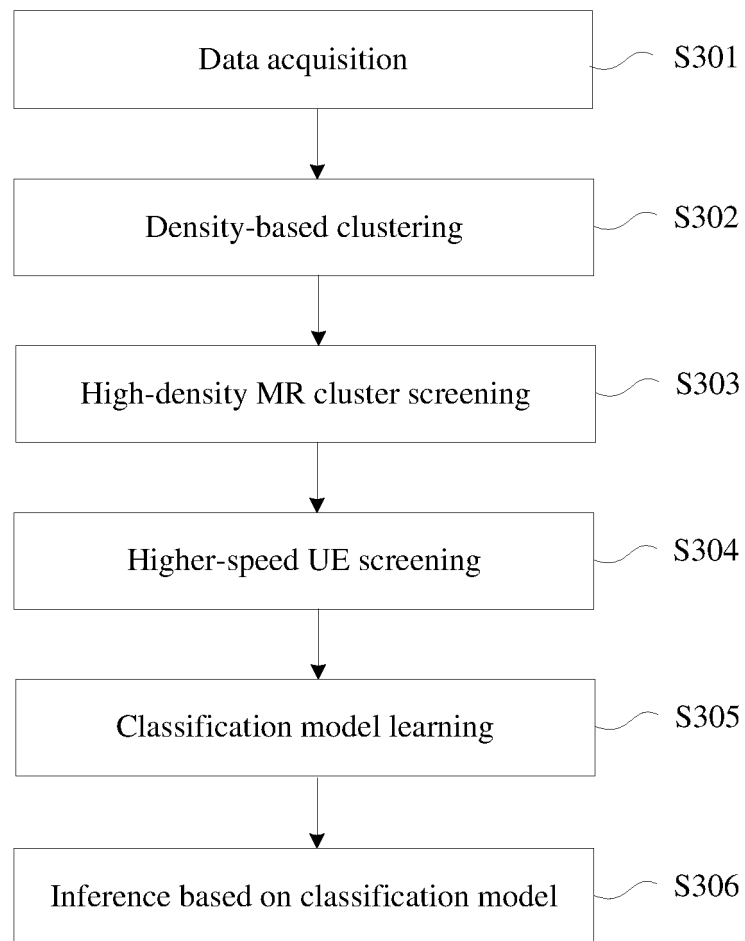 Data acquisition
S301
Density-based clustering
S302
High-density MR cluster screening
S303
Higher-speed UE screening
S304
Classification model learning
S305
Inference based on classification model
S306